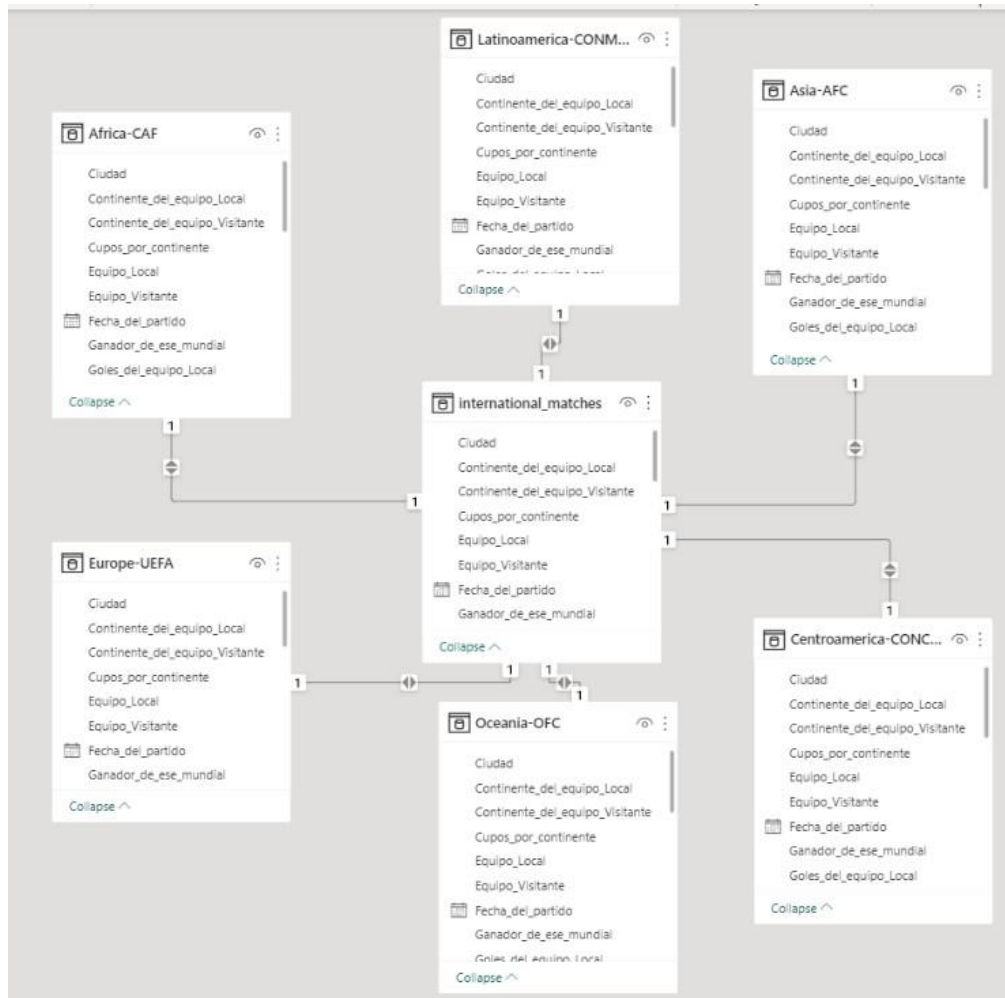 Latinoamerica-CONM...
Ciudad
Continente_del_equipo_Local
Continente_del_equipo_Visitante
Cupos_por_continente
Equipo_Local
Equipo_Visitante
Fecha_del_partido
Ganador_de_ese_mundial
Goles_del_equipo_Local
Collapse
1
1
Asia-AFC
Ciudad
Continente_del_equipo_Local
Continente_del_equipo_Visitante
Cupos_por_continente
Equipo_Local
Equipo_Visitante
Fecha_del_partido
Ganador_de_ese_mundial
Goles_del_equipo_Local
Collapse
1
1
Africa-CAF
Ciudad
Continente_del_equipo_Local
Continente_del_equipo_Visitante
Cupos_por_continente
Equipo_Local
Equipo_Visitante
Fecha_del_partido
Ganador_de_ese_mundial
Goles_del_equipo_Local
Collapse
1
1
international_matches
Ciudad
Continente_del_equipo_Local
Continente_del_equipo_Visitante
Cupos_por_continente
Equipo_Local
Equipo_Visitante
Fecha_del_partido
Ganador_de_ese_mundial
Collapse
1
1
1
Europe-UEFA
Ciudad
Continente_del_equipo_Local
Continente_del_equipo_Visitante
Cupos_por_continente
Equipo_Local
Equipo_Visitante
Fecha_del_partido
Ganador_de_ese_mundial
Collapse
1
1
Oceania-OFC
Ciudad
Continente_del_equipo_Local
Continente_del_equipo_Visitante
Cupos_por_continente
Equipo_Local
Equipo_Visitante
Fecha_del_partido
Ganador_de_ese_mundial
Goles_del_equipo_Local
Collapse
1
Centroamerica-CONC...
Ciudad
Continente_del_equipo_Local
Continente_del_equipo_Visitante
Cupos_por_continente
Equipo_Local
Equipo_Visitante
Fecha_del_partido
Ganador_de_ese_mundial
Goles_del_equipo_Local
Collapse